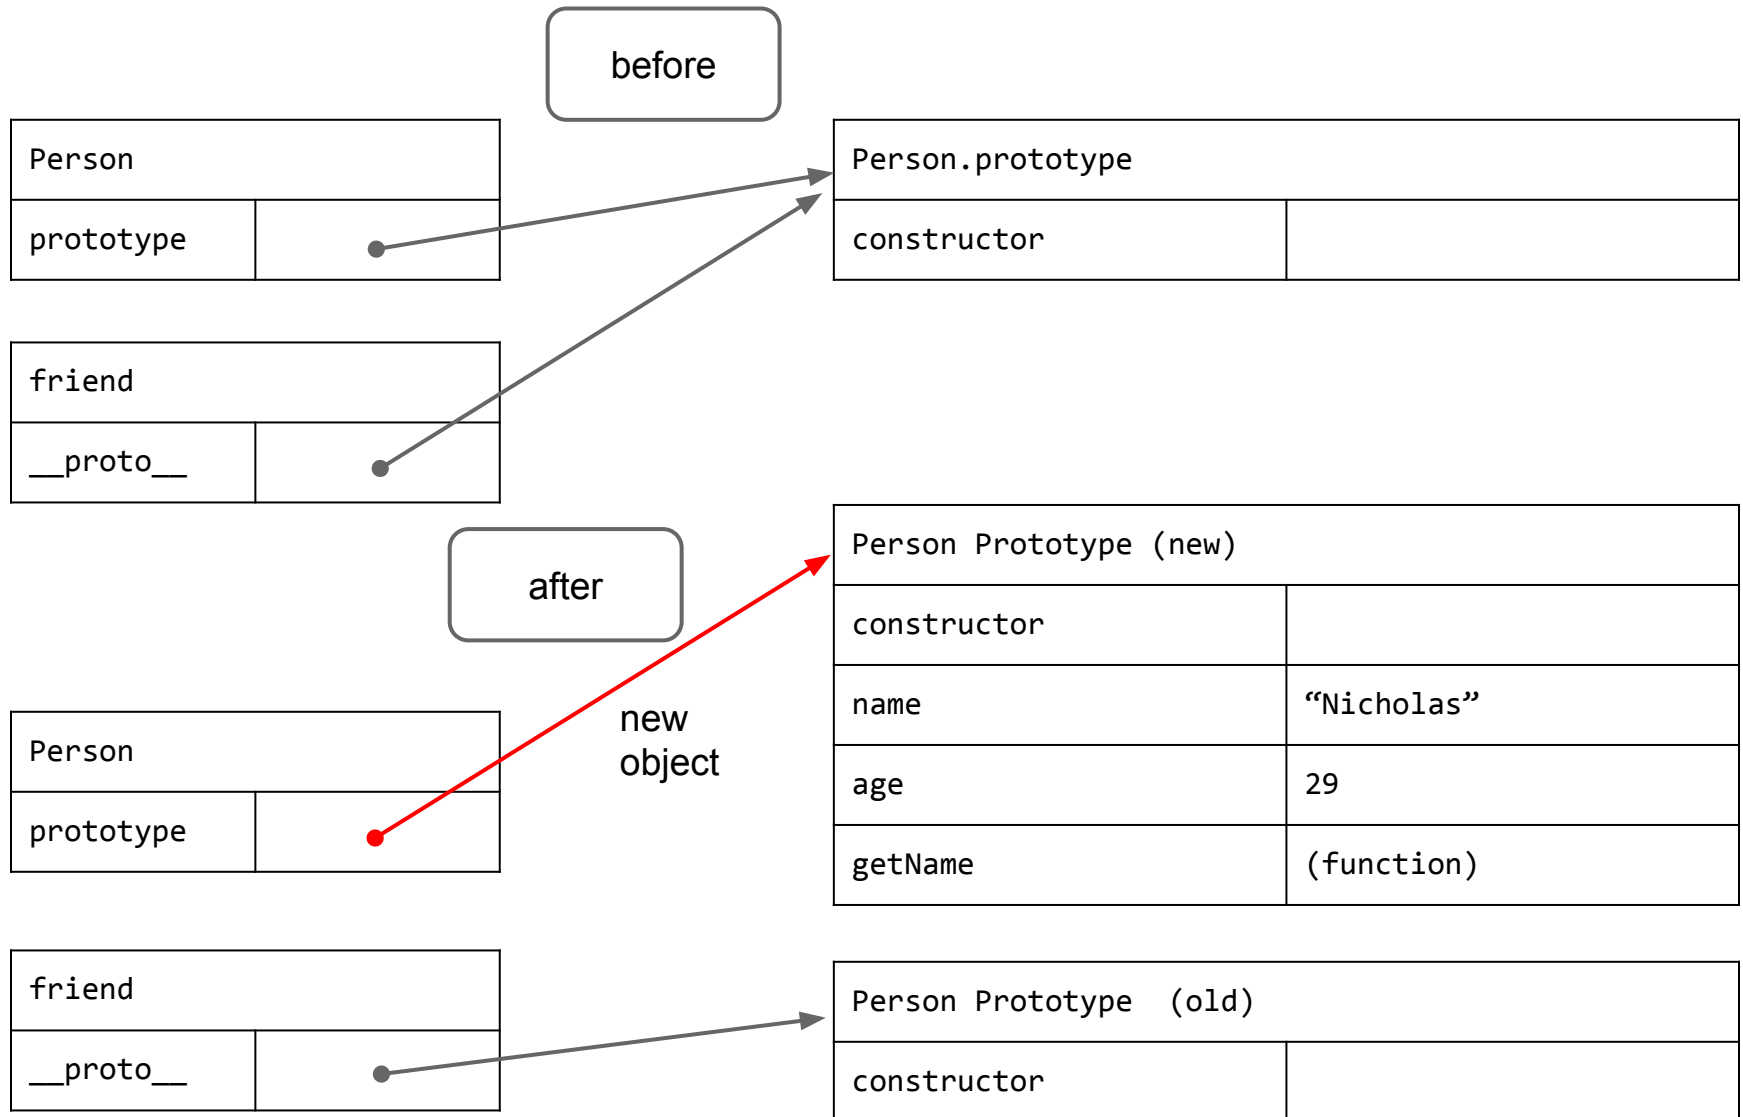 before
Person
prototype
Person.prototype
constructor
friend
__proto__
after
Person Prototype (new)
constructor
name “Nicholas”
age 29
getName (function)
new
object
Person
prototype
friend
__proto__
Person Prototype (old)
constructor